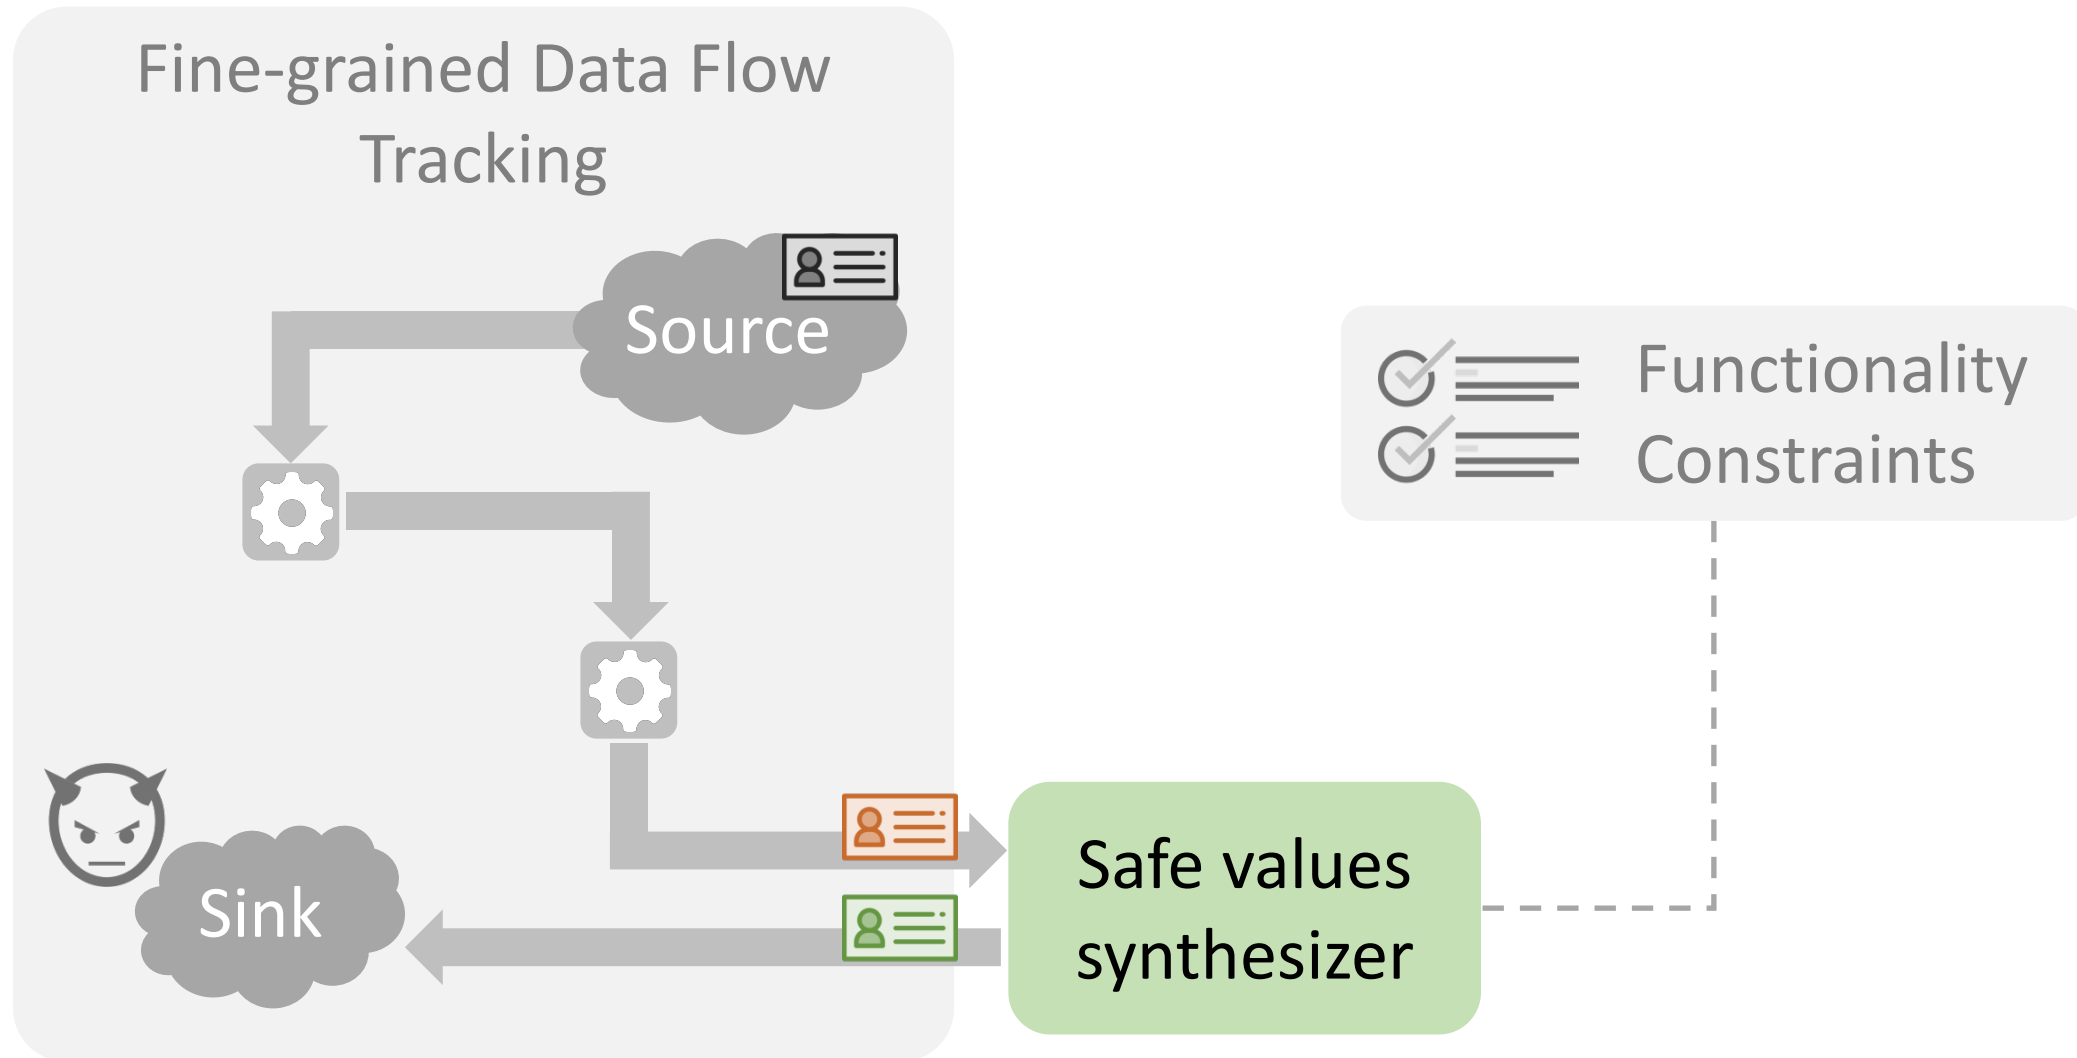 Fine-grained Data Flow
Tracking
Source
Functionality
Constraints
Safe values
synthesizer
Sink